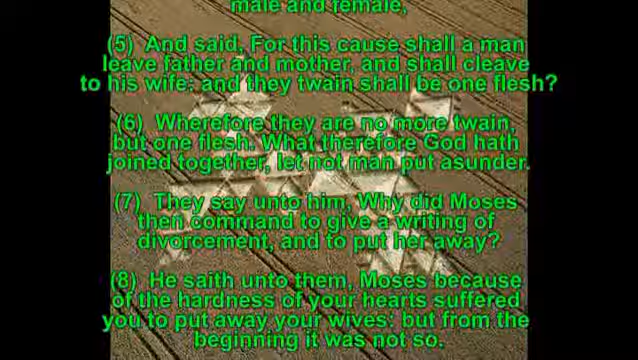 male and female,
(5) And said, For this cause shall a man
leave father and mother, and shall cleave
to his wife: and they twain shall be one flesh?
(6) Wherefore they are no more twain,
but one flesh. What therefore God hath
joined together, let not man put asunder.
(7) They say unto him, Why did Moses
then command to give a writing of
divorcement, and to put her away?
(8) He saith unto them, Moses because
of the hardness of your hearts suffered
you to put away your wives: but from the
beginning it was not so.